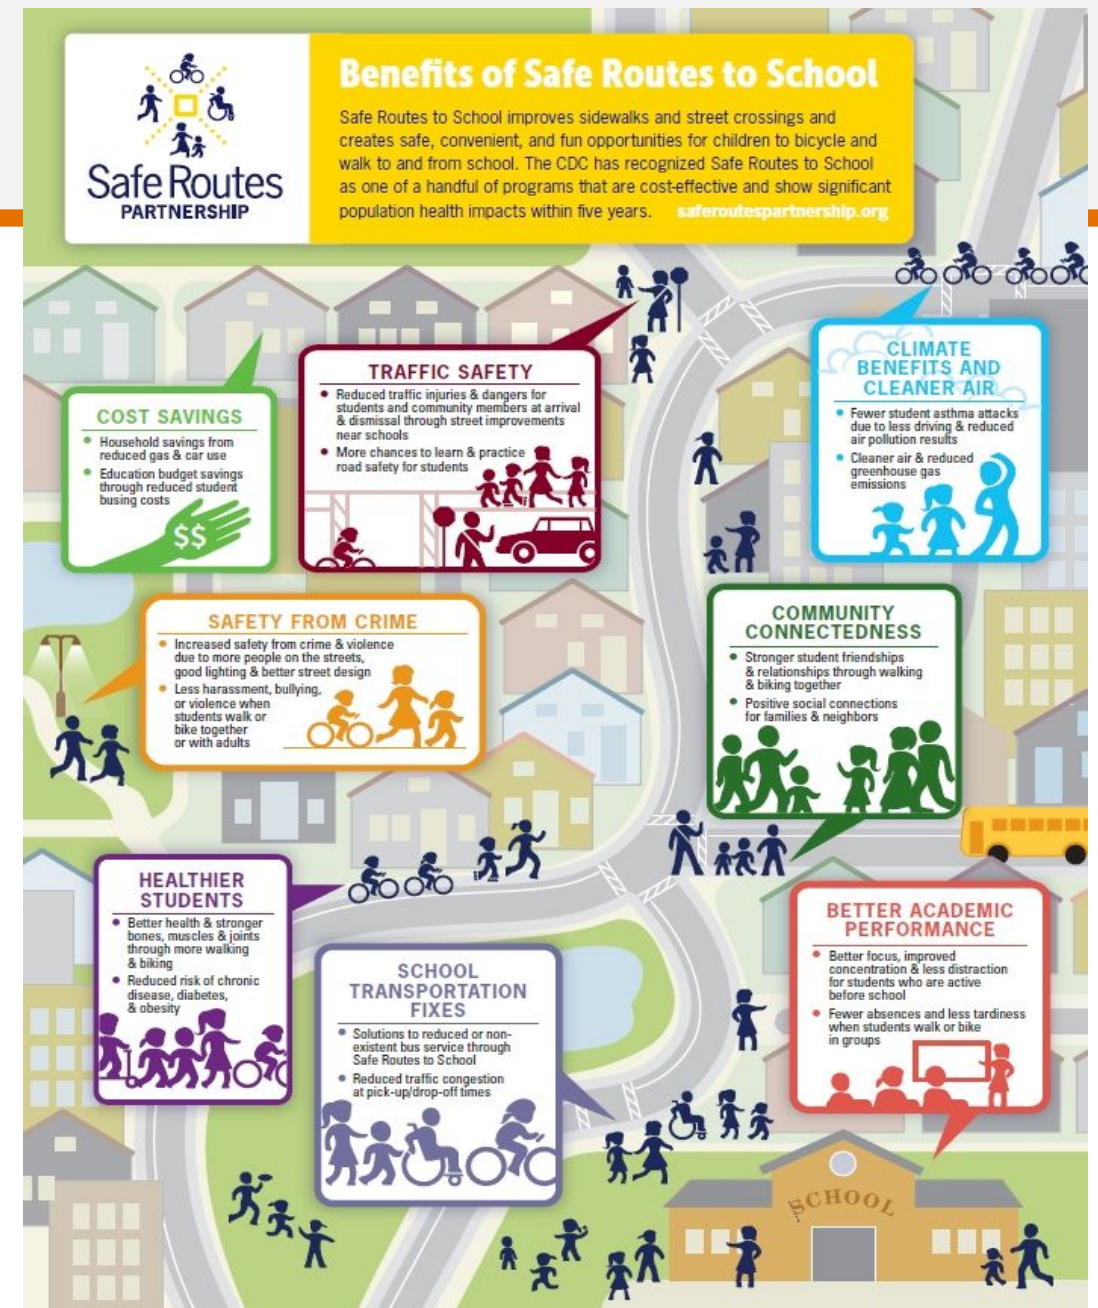 Safe Routes
PARTNERSHIP
Benefits of Safe Routes to School
Safe Routes to School improves sidewalks and street crossings and
creates safe, convenient, and fun opportunities for children to bicycle and
walk to and from school. The CDC has recognized Safe Routes to School
as one of a handful of programs that are cost-effective and show significant
population health impacts within five years. saferoutespartnership.org
COST SAVINGS
• Household savings from
reduced gas & car use
• Education budget savings
through reduced student
busing costs
$$
TRAFFIC SAFETY
• Reduced traffic injuries & dangers for
students and community members at arrival
& dismissal through street improvements
near schools
• More chances to learn & practice
road safety for students
CLIMATE
BENEFITS AND
CLEANER AIR
• Fewer student asthma attacks
due to less driving & reduced
air pollution results
• Cleaner air & reduced
greenhouse gas
emissions
SAFETY FROM CRIME
• Increased safety from crime & violence
due to more people on the streets,
good lighting & better street design
• Less harassment, bullying,
or violence when
students walk or
bike together
or with adults
COMMUNITY
CONNECTEDNESS
• Stronger student friendships
& relationships through walking
& biking together
• Positive social connections
for families & neighbors
HEALTHIER
STUDENTS
• Better health & stronger
bones, muscles & joints
through more walking
& biking
• Reduced risk of chronic
disease, diabetes,
& obesity
SCHOOL
TRANSPORTATION
FIXES
• Solutions to reduced or non-
existent bus service through
Safe Routes to School
• Reduced traffic congestion
at pick-up/drop-off times
BETTER ACADEMIC
PERFORMANCE
• Better focus, improved
concentration & less distraction
for students who are active
before school
• Fewer absences and less tardiness
when students walk or bike
in groups
SCHOOL